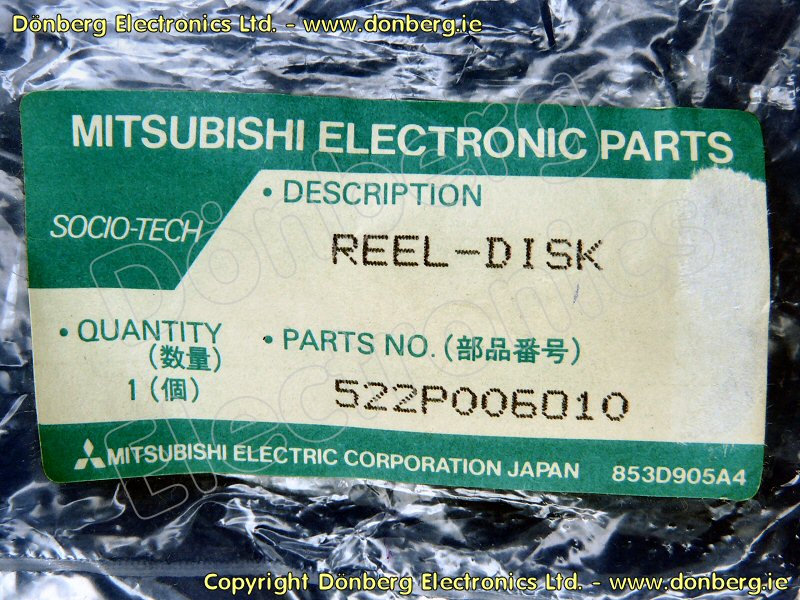 Dönberg Electronics Ltd. - www.donberg.ie
MITSUBISHI ELECTRONIC PARTS
SOCIO-TECH
• DESCRIPTION
REEL-DISK
• QUANTITY
(数量)
1 (個)
• PARTS NO. (部品番号)
522P006010
MITSUBISHI ELECTRIC CORPORATION JAPAN 853D905A4
Dönberg
Electronics
Copyright Dönberg Electronics Ltd. - www.donberg.ie